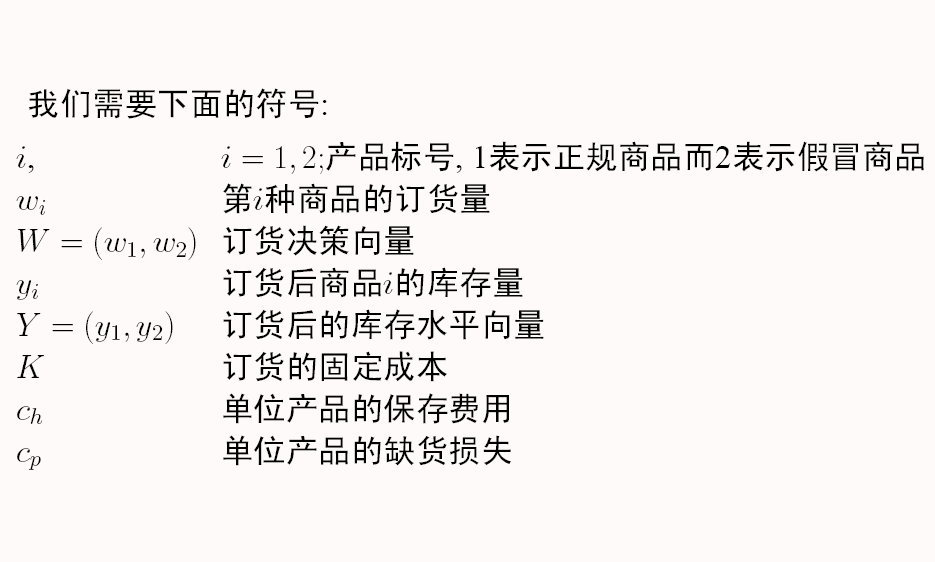 我们需要下面的符号:
i, i = 1, 2;产品标号, 1表示正规商品而2表示假冒商品
w_i 第i种商品的订货量
W = (w_1, w_2) 订货决策向量
y_i 订货后商品i的库存量
Y = (y_1, y_2) 订货后的库存水平向量
K 订货的固定成本
c_h 单位产品的保存费用
c_p 单位产品的缺货损失